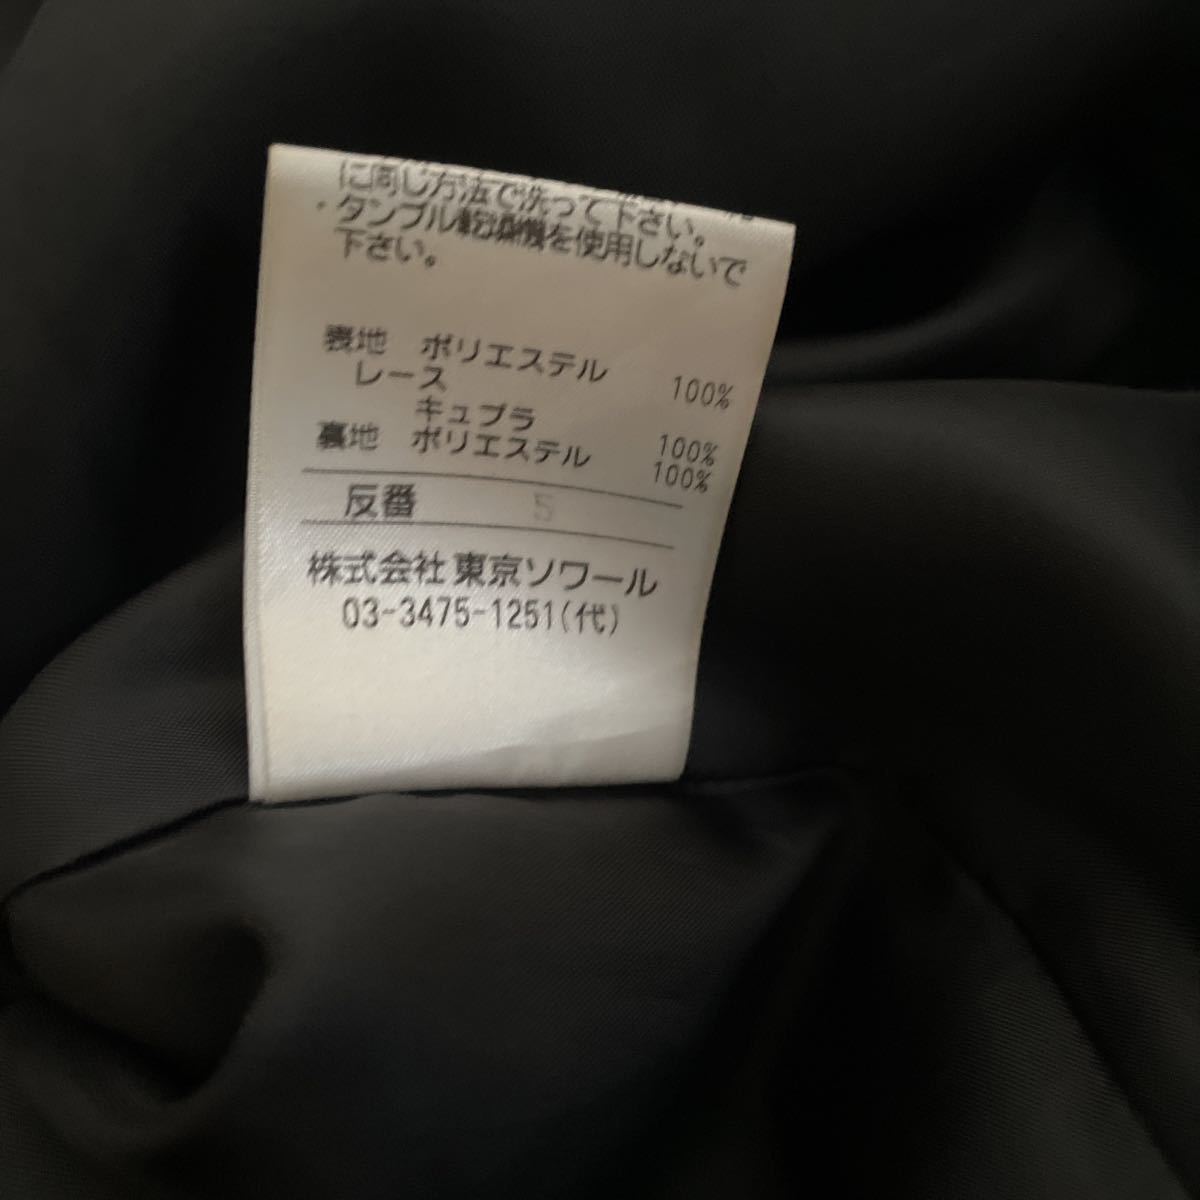 に同じ方法で洗って下さい。
・タンブル乾燥機を使用しないで
下さい。
表地 ポリエステル 100%
レース
キュプラ 100%
裏地 ポリエステル 100%
反番 5
株式会社 東京ソワール
03-3475-1251(代)